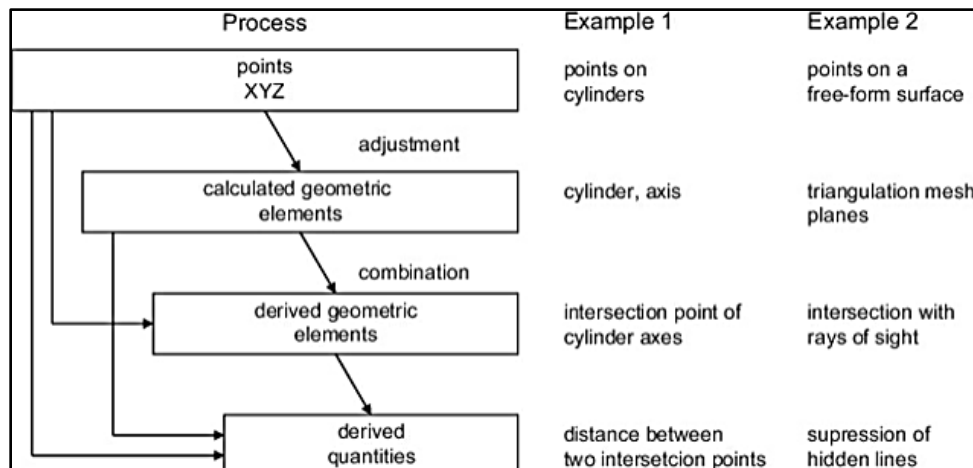 Process Example 1 Example 2
points points on points on a
XYZ cylinders free-form surface
adjustment
calculated geometric cylinder, axis triangulation mesh
elements planes
combination
derived geometric intersection point of intersection with
elements cylinder axes rays of sight
derived distance between supression of
quantities two intersetcion points hidden lines